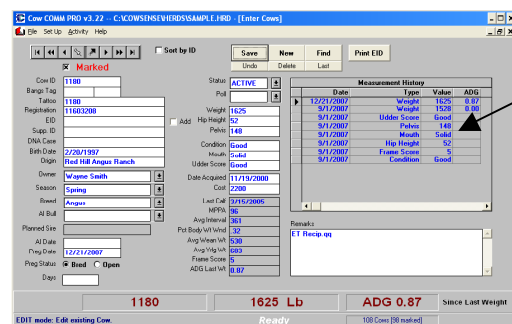 Cow COMM PRO v3.22 -- C:\COWSENSE\HERDS\SAMPLE.HRD - [Enter Cows]
File Set Up Activity Edit Help
Sort by ID
Save New Find Print EID
Undo Delete Last
Marked
Cow ID 1180
Bangs Tag
Tattoo 1180
Registration 11603208
EID
Supp. ID
DNA Case
Birth Date 2/20/1997
Origin Red Hill Angus Ranch
Owner Wayne Smith
Season Spring
Breed Angus
AI Bull
Planned Sire
AI Date
Preg Date 12/21/2007
Preg Status Bred Open
Days
Status ACTIVE
Poll
Weight 1625
Add Hip Height 52
Pelvis 148
Condition Good
Mouth Solid
Udder Score Good
Date Acquired 11/19/2000
Cost 2200
Last Calf 2/15/2005
MPPA 96
Avg Interval 361
Pct Body Wt Wnd .32
Avg Wean Wt 530
Avg Yrlg Wt 603
Frame Score 5
ADG Last Wt 0.87
Measurement History
Date Type Value ADG
12/21/2007 Weight 1625 0.87
9/1/2007 Weight 1528 0.00
9/1/2007 Udder Score Good
9/1/2007 Pelvis 148
9/1/2007 Mouth Solid
9/1/2007 Hip Height 52
9/1/2007 Frame Score 5
9/1/2007 Condition Good
Remarks
ET Recip.qq
1180 1625 Lb ADG 0.87 Since Last Weight
EDIT mode: Edit existing Cow. Ready 108 Cows [98 marked]